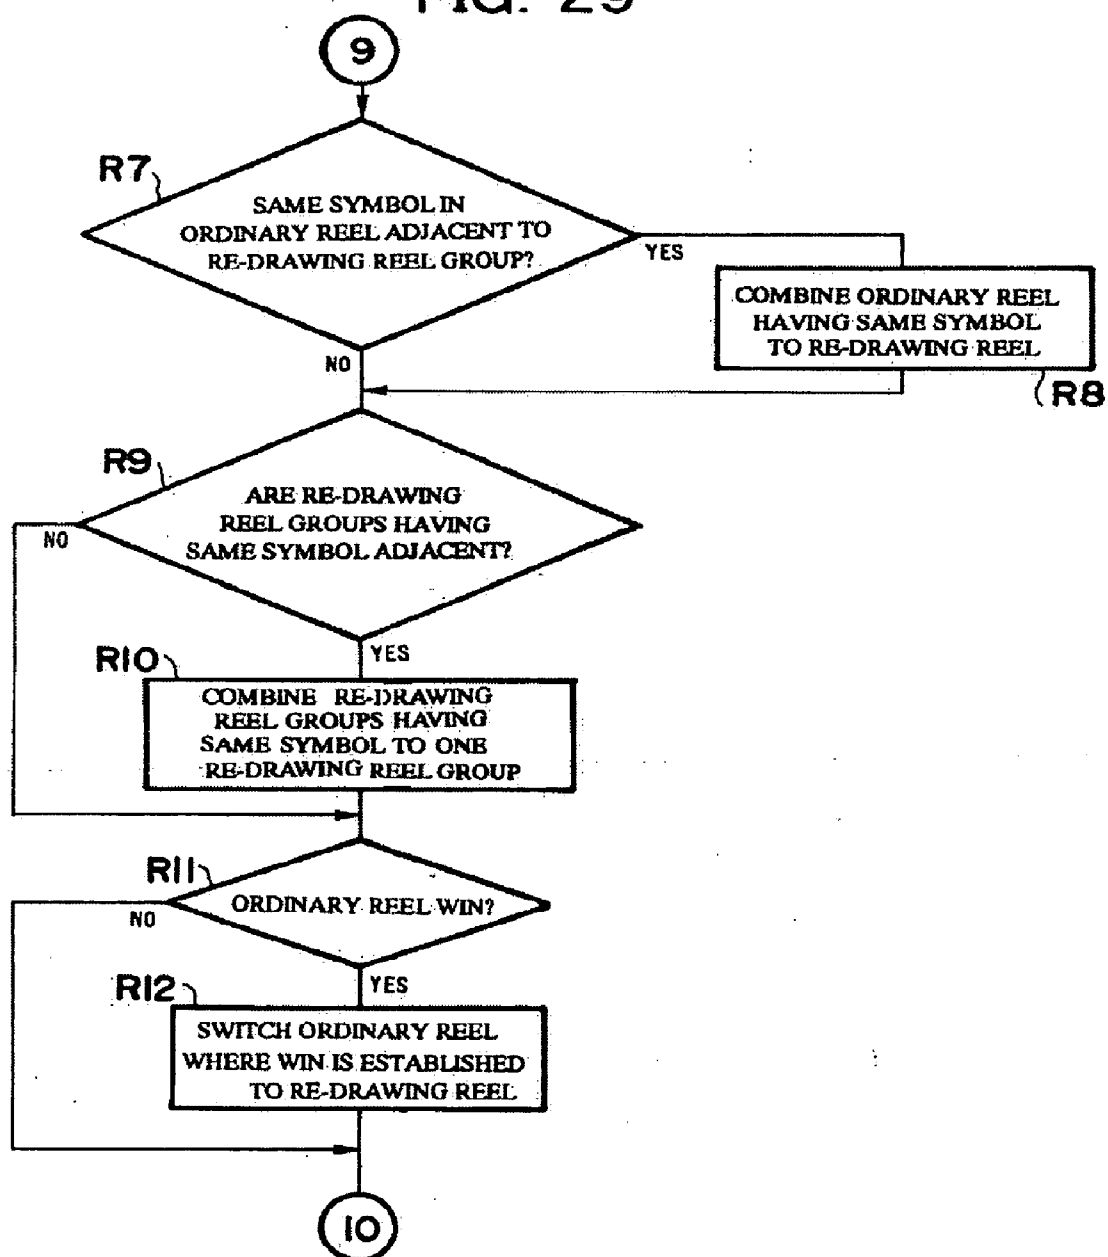 FIG. 29
9
R7
SAME SYMBOL IN
ORDINARY REEL ADJACENT TO
RE-DRAWING REEL GROUP?
YES
COMBINE ORDINARY REEL
HAVING SAME SYMBOL
TO RE-DRAWING REEL
R8
NO
R9
ARE RE-DRAWING
REEL GROUPS HAVING
SAME SYMBOL ADJACENT?
NO
YES
R10
COMBINE RE-DRAWING
REEL GROUPS HAVING
SAME SYMBOL TO ONE
RE-DRAWING REEL GROUP
R11
ORDINARY REEL WIN?
NO
YES
R12
SWITCH ORDINARY REEL
WHERE WIN IS ESTABLISHED
TO RE-DRAWING REEL
10